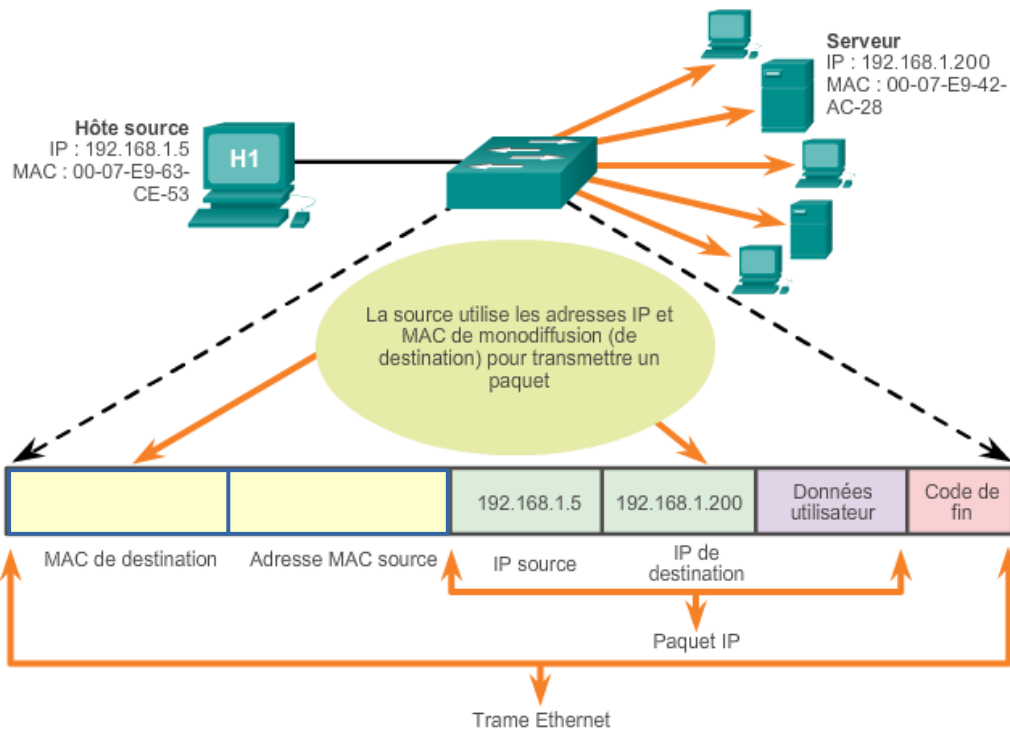 Hôte source
IP : 192.168.1.5
MAC : 00-07-E9-63-
CE-53
H1
Serveur
IP : 192.168.1.200
MAC : 00-07-E9-42-
AC-28
La source utilise les adresses IP et
MAC de monodiffusion (de
destination) pour transmettre un
paquet
192.168.1.5
192.168.1.200
Données
utilisateur
Code de
fin
MAC de destination
Adresse MAC source
IP source
IP de
destination
Paquet IP
Trame Ethernet